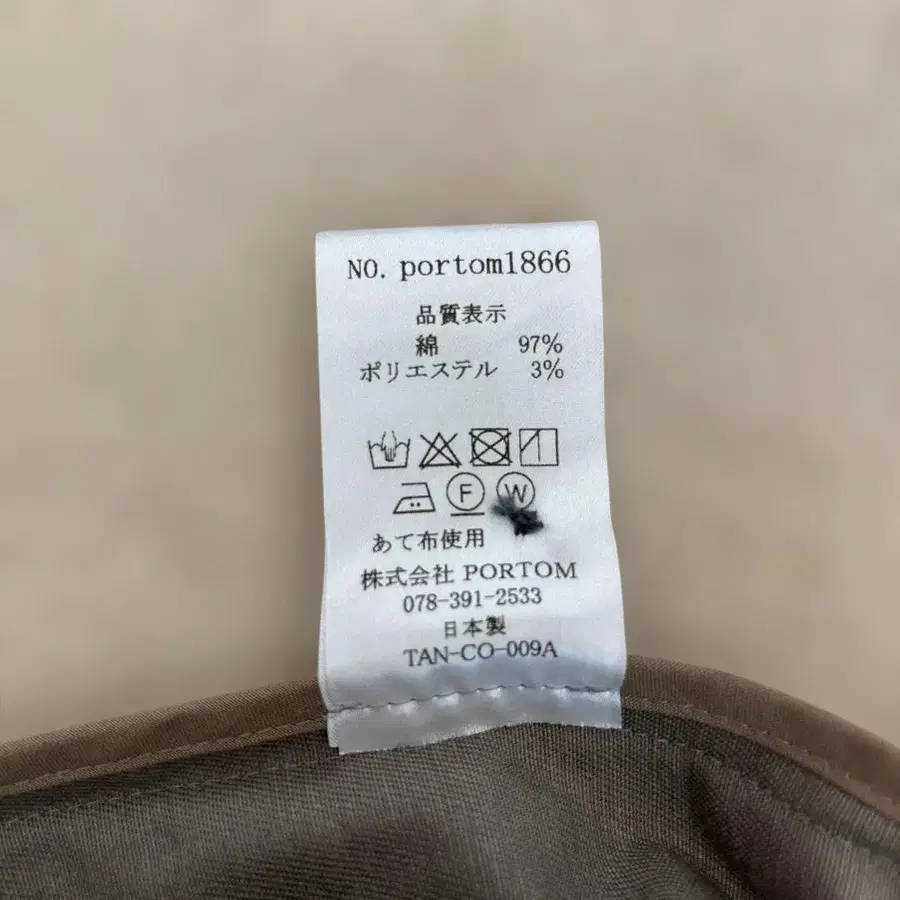 NO. portom1866
品質表示
綿 97%
ポリエステル 3%
F W
あて布使用
株式会社 PORTOM
078-391-2533
日本製
TAN-CO-009A